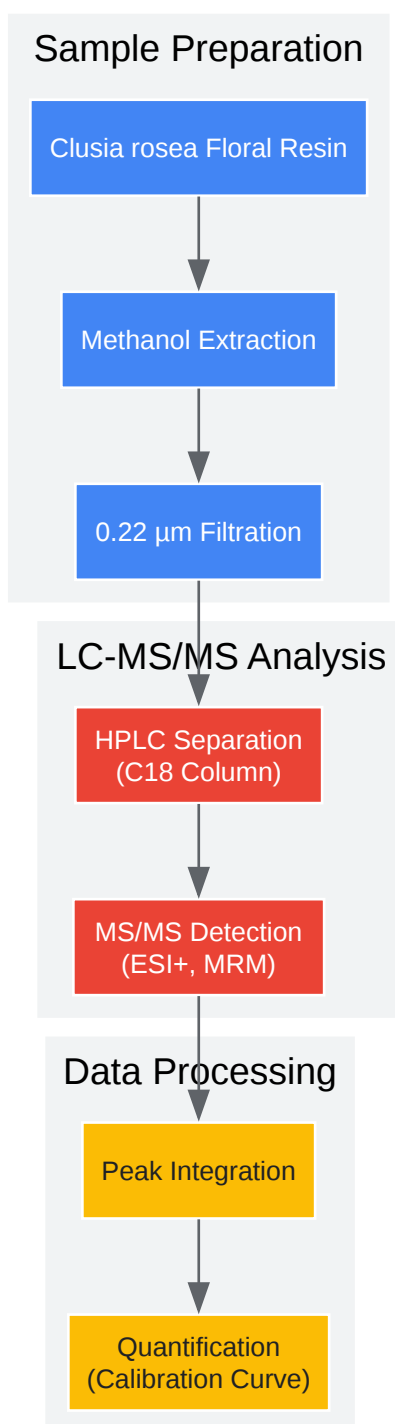 Sample Preparation
Clusia rosea Floral Resin
Methanol Extraction
0.22 µm Filtration
LC-MS/MS Analysis
HPLC Separation
(C18 Column)
MS/MS Detection
(ESI+, MRM)
Data Processing
Peak Integration
Quantification
(Calibration Curve)